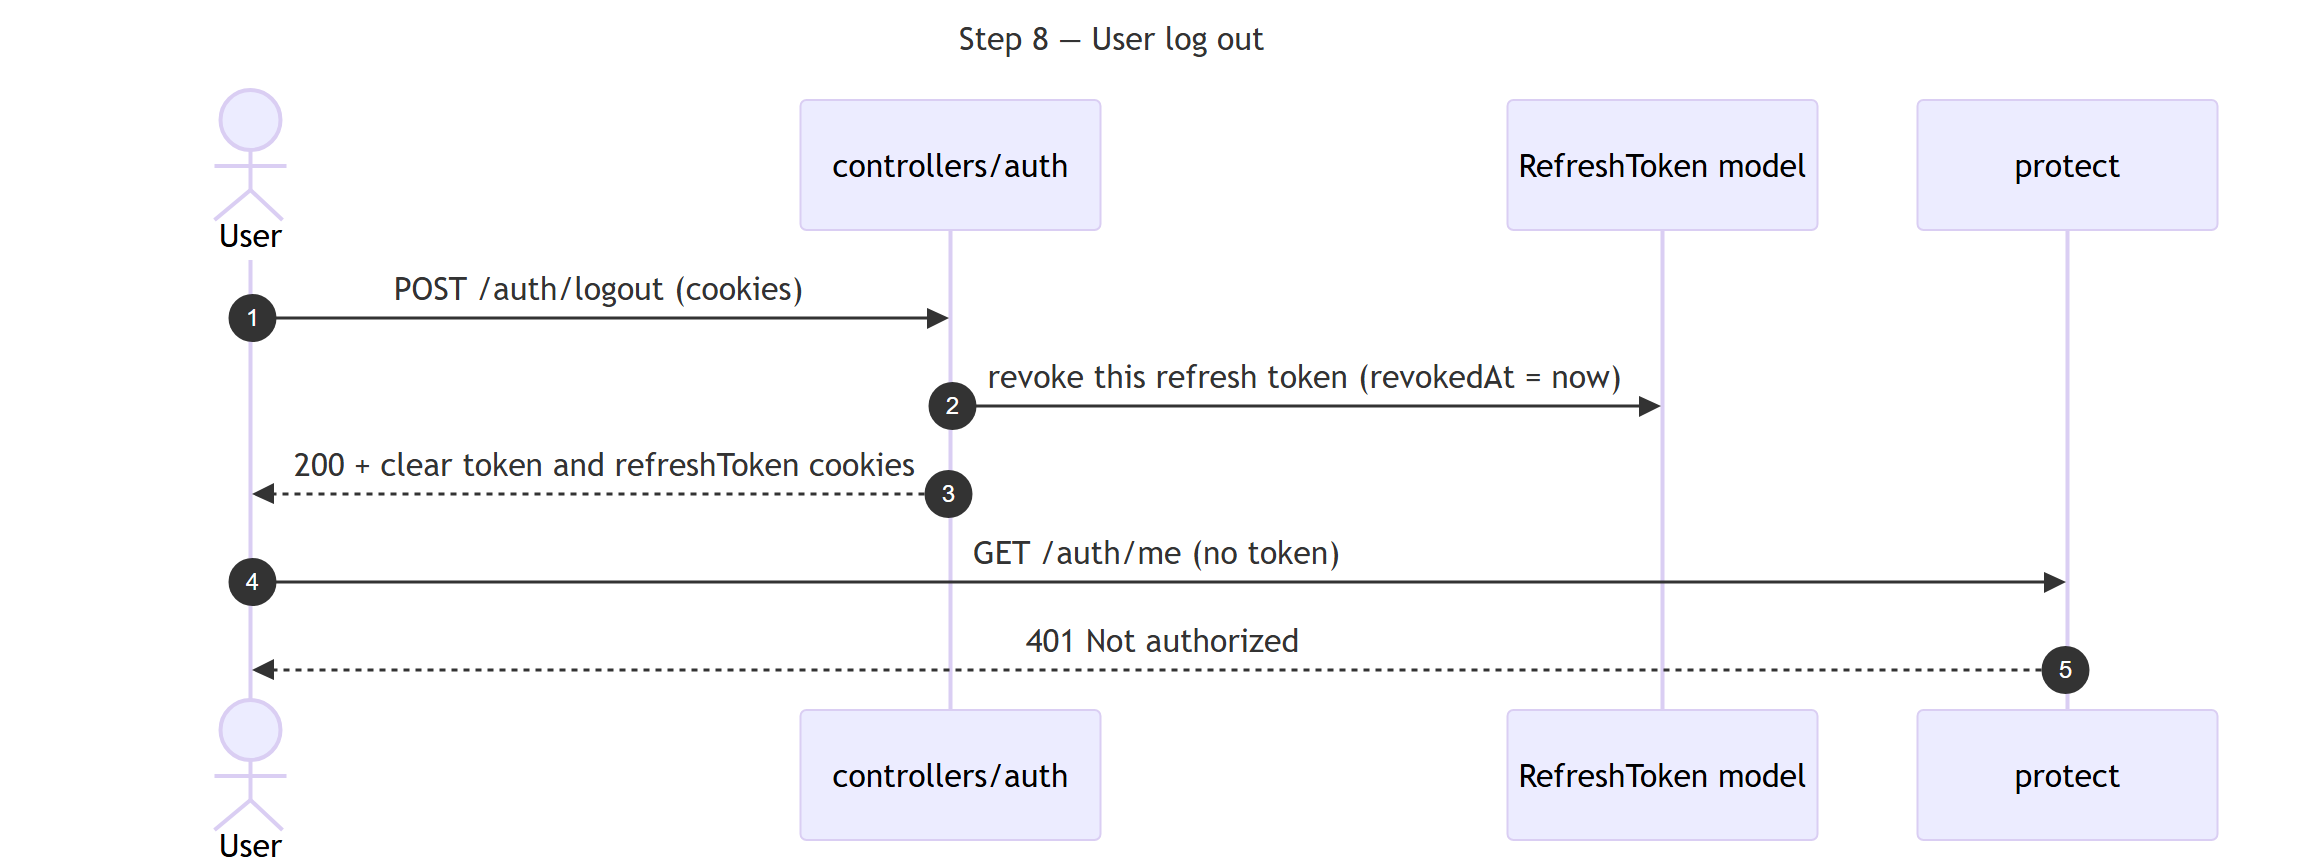 Step 8 — User log out
User
controllers/auth
RefreshToken model
protect
POST /auth/logout (cookies)
1
revoke this refresh token (revokedAt = now)
2
200 + clear token and refreshToken cookies
3
GET /auth/me (no token)
4
401 Not authorized
5
User
controllers/auth
RefreshToken model
protect